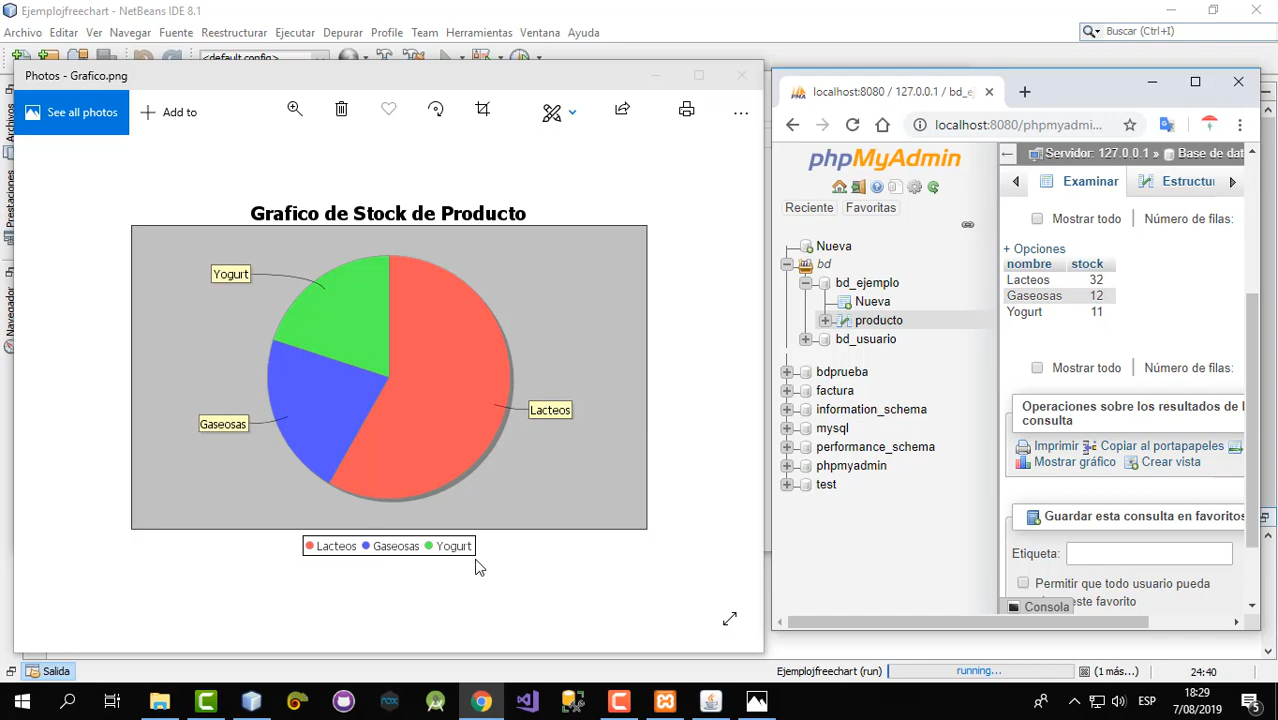 Ejemplojfreechart - NetBeans IDE 8.1
Archivo Editar Ver Navegar Fuente Reestructurar Ejecutar Depurar Profile Team Herramientas Ventana Ayuda
Buscar (Ctrl+I)
<default config>
Photos - Grafico.png
See all photos
Add to
Grafico de Stock de Producto
Yogurt
Gaseosas
Lacteos
Lacteos Gaseosas Yogurt
Archivos
Prestaciones
Navegador
localhost:8080 / 127.0.0.1 / bd_e
localhost:8080/phpmyadmi...
phpMyAdmin
Reciente Favoritas
Nueva
bd
bd_ejemplo
Nueva
producto
bd_usuario
bdprueba
factura
information_schema
mysql
performance_schema
phpmyadmin
test
Servidor: 127.0.0.1 » Base de dat
Examinar Estructu
Mostrar todo Número de filas:
+ Opciones
nombre stock
Lacteos 32
Gaseosas 12
Yogurt 11
Mostrar todo Número de filas:
Operaciones sobre los resultados de l
consulta
Imprimir Copiar al portapapeles
Mostrar gráfico Crear vista
Guardar esta consulta en favoritos
Etiqueta:
Permitir que todo usuario pueda
este favorito
Consola
Salida
Ejemplojfreechart (run) running... (1 más...) 24:40
ESP
18:29
7/08/2019
5